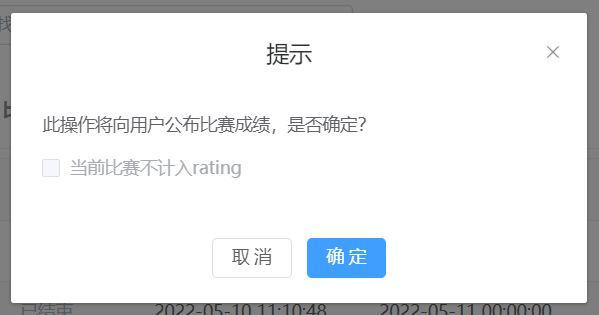 找
提示
比
此操作将向用户公布比赛成绩，是否确定？
当前比赛不计入rating
取消 确定
已结束 2022-05-10 11:10:48 2022-05-11 00:00:00